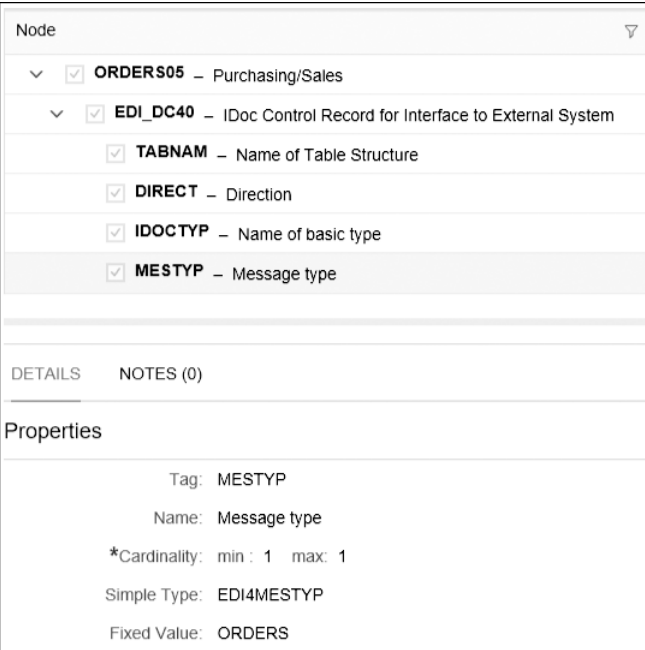 Node
ORDERS05 – Purchasing/Sales
EDI_DC40 – IDoc Control Record for Interface to External System
TABNAM – Name of Table Structure
DIRECT – Direction
IDOCTYP – Name of basic type
MESTYP – Message type
DETAILS NOTES (0)
Properties
Tag: MESTYP
Name: Message type
*Cardinality: min : 1 max: 1
Simple Type: EDI4MESTYP
Fixed Value: ORDERS